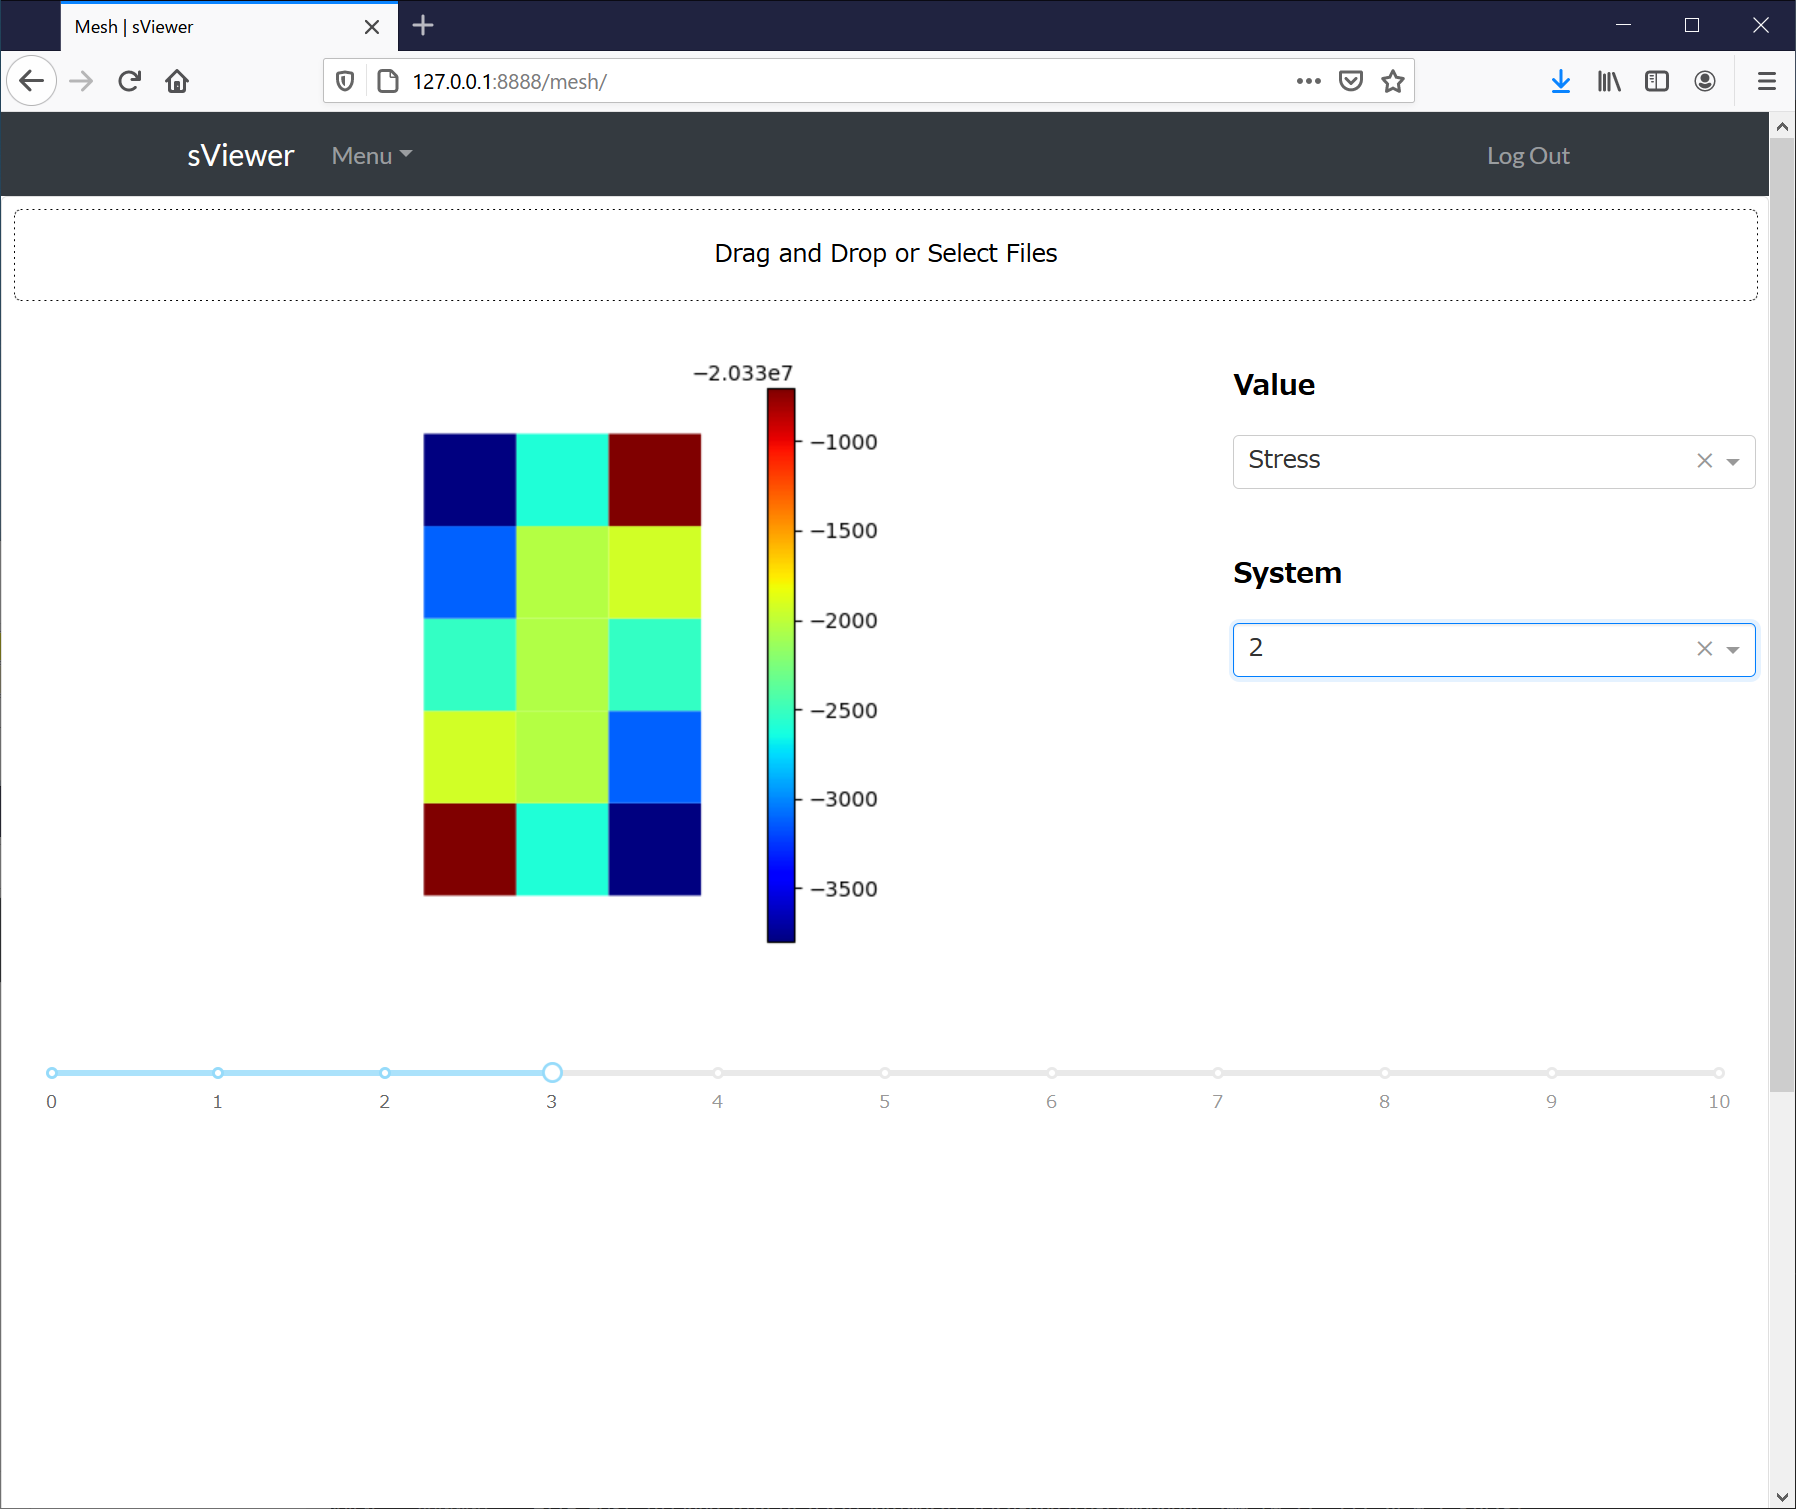 Mesh | sViewer
127.0.0.1:8888/mesh/
sViewer Menu Log Out
Drag and Drop or Select Files
−2.033e7
−1000
−1500
−2000
−2500
−3000
−3500
Value
Stress
System
2
0 1 2 3 4 5 6 7 8 9 10